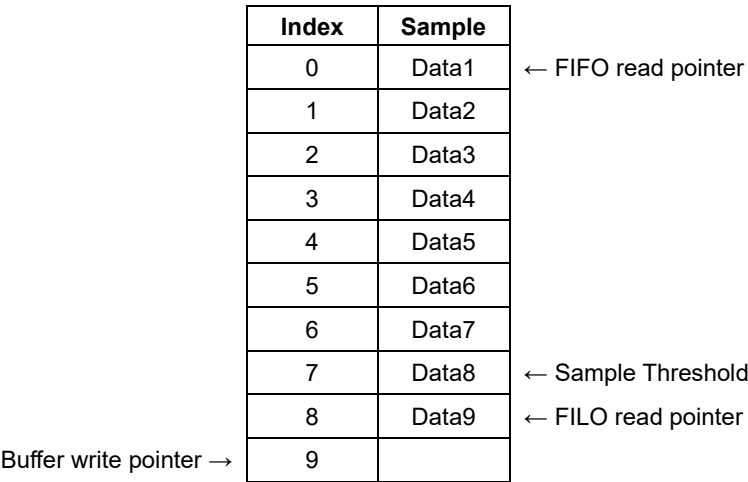 Index Sample
0 Data1 ← FIFO read pointer
1 Data2
2 Data3
3 Data4
4 Data5
5 Data6
6 Data7
7 Data8 ← Sample Threshold
8 Data9 ← FILO read pointer
Buffer write pointer → 9